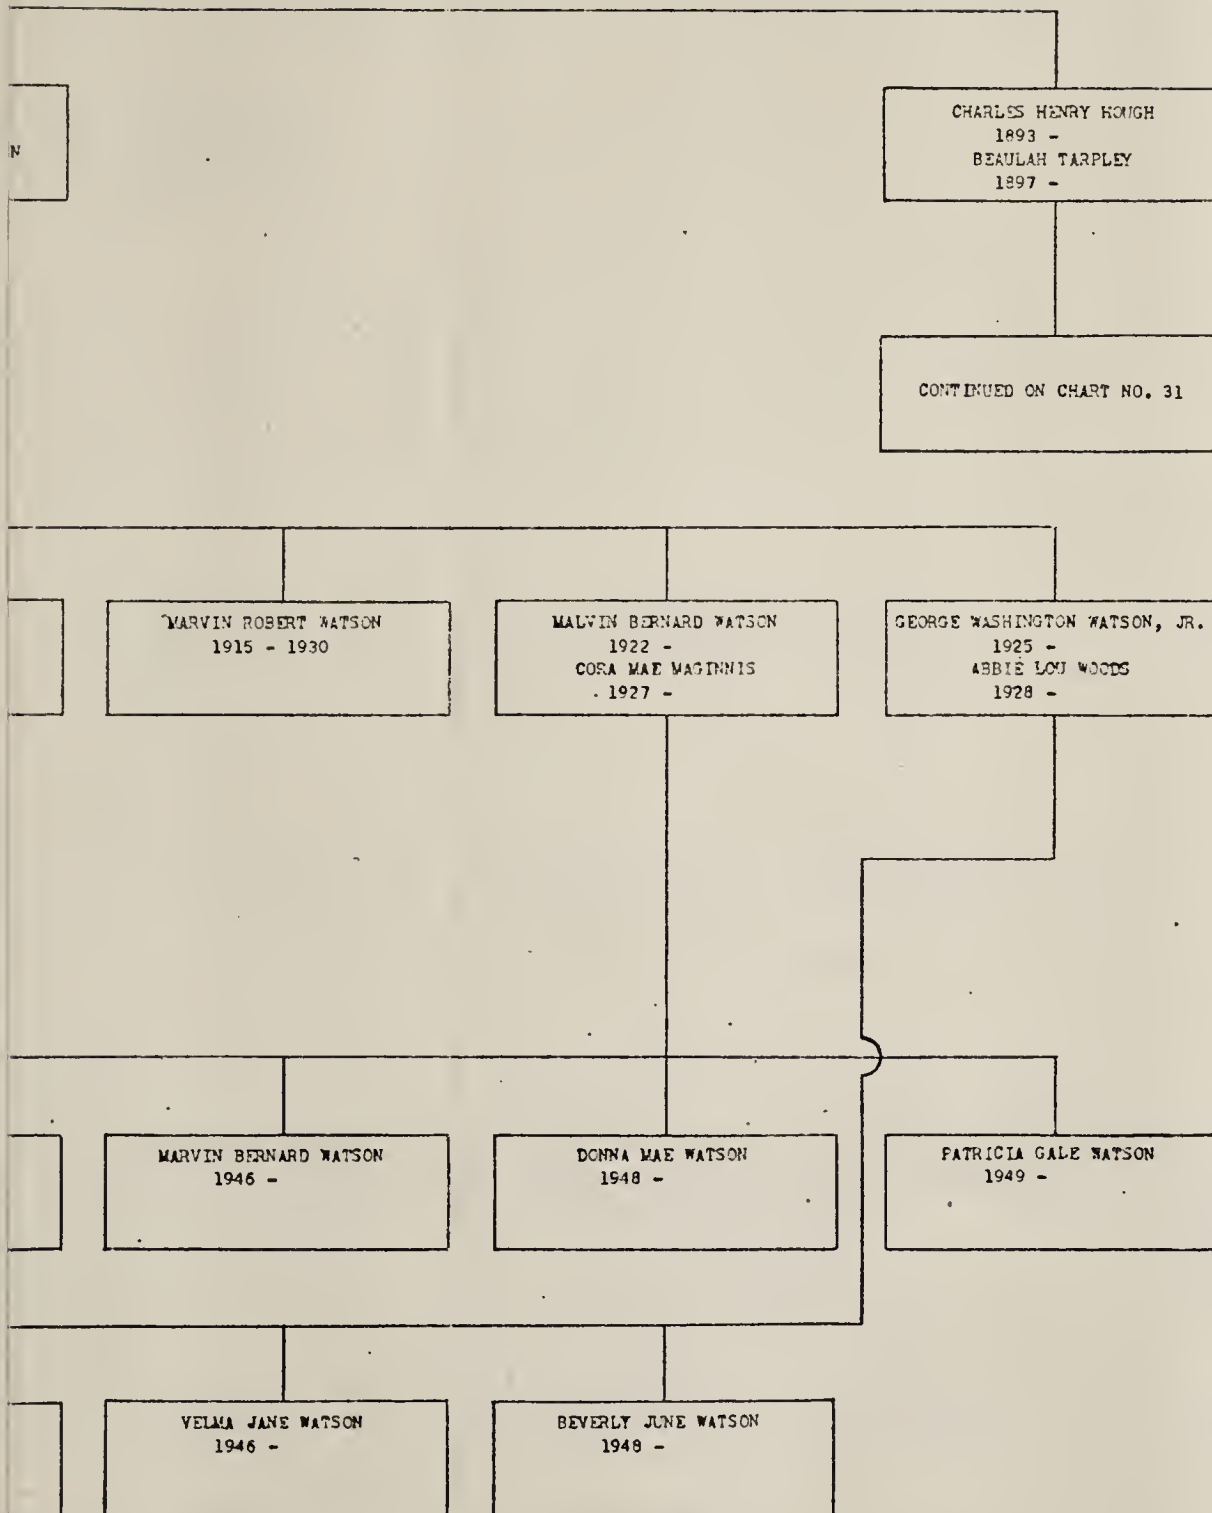 N
CHARLES HENRY HOUGH
1893 -
BEAULAH TARPLEY
1897 -
CONTINUED ON CHART NO. 31
MARVIN ROBERT WATSON
1915 - 1930
MALVIN BERNARD WATSON
1922 -
CORA MAE MAGINNIS
1927 -
GEORGE WASHINGTON WATSON, JR.
1925 -
ABBIE LOU WOODS
1928 -
MARVIN BERNARD WATSON
1946 -
DONNA MAE WATSON
1948 -
PATRICIA GALE WATSON
1949 -
VELMA JANE WATSON
1946 -
BEVERLY JUNE WATSON
1948 -